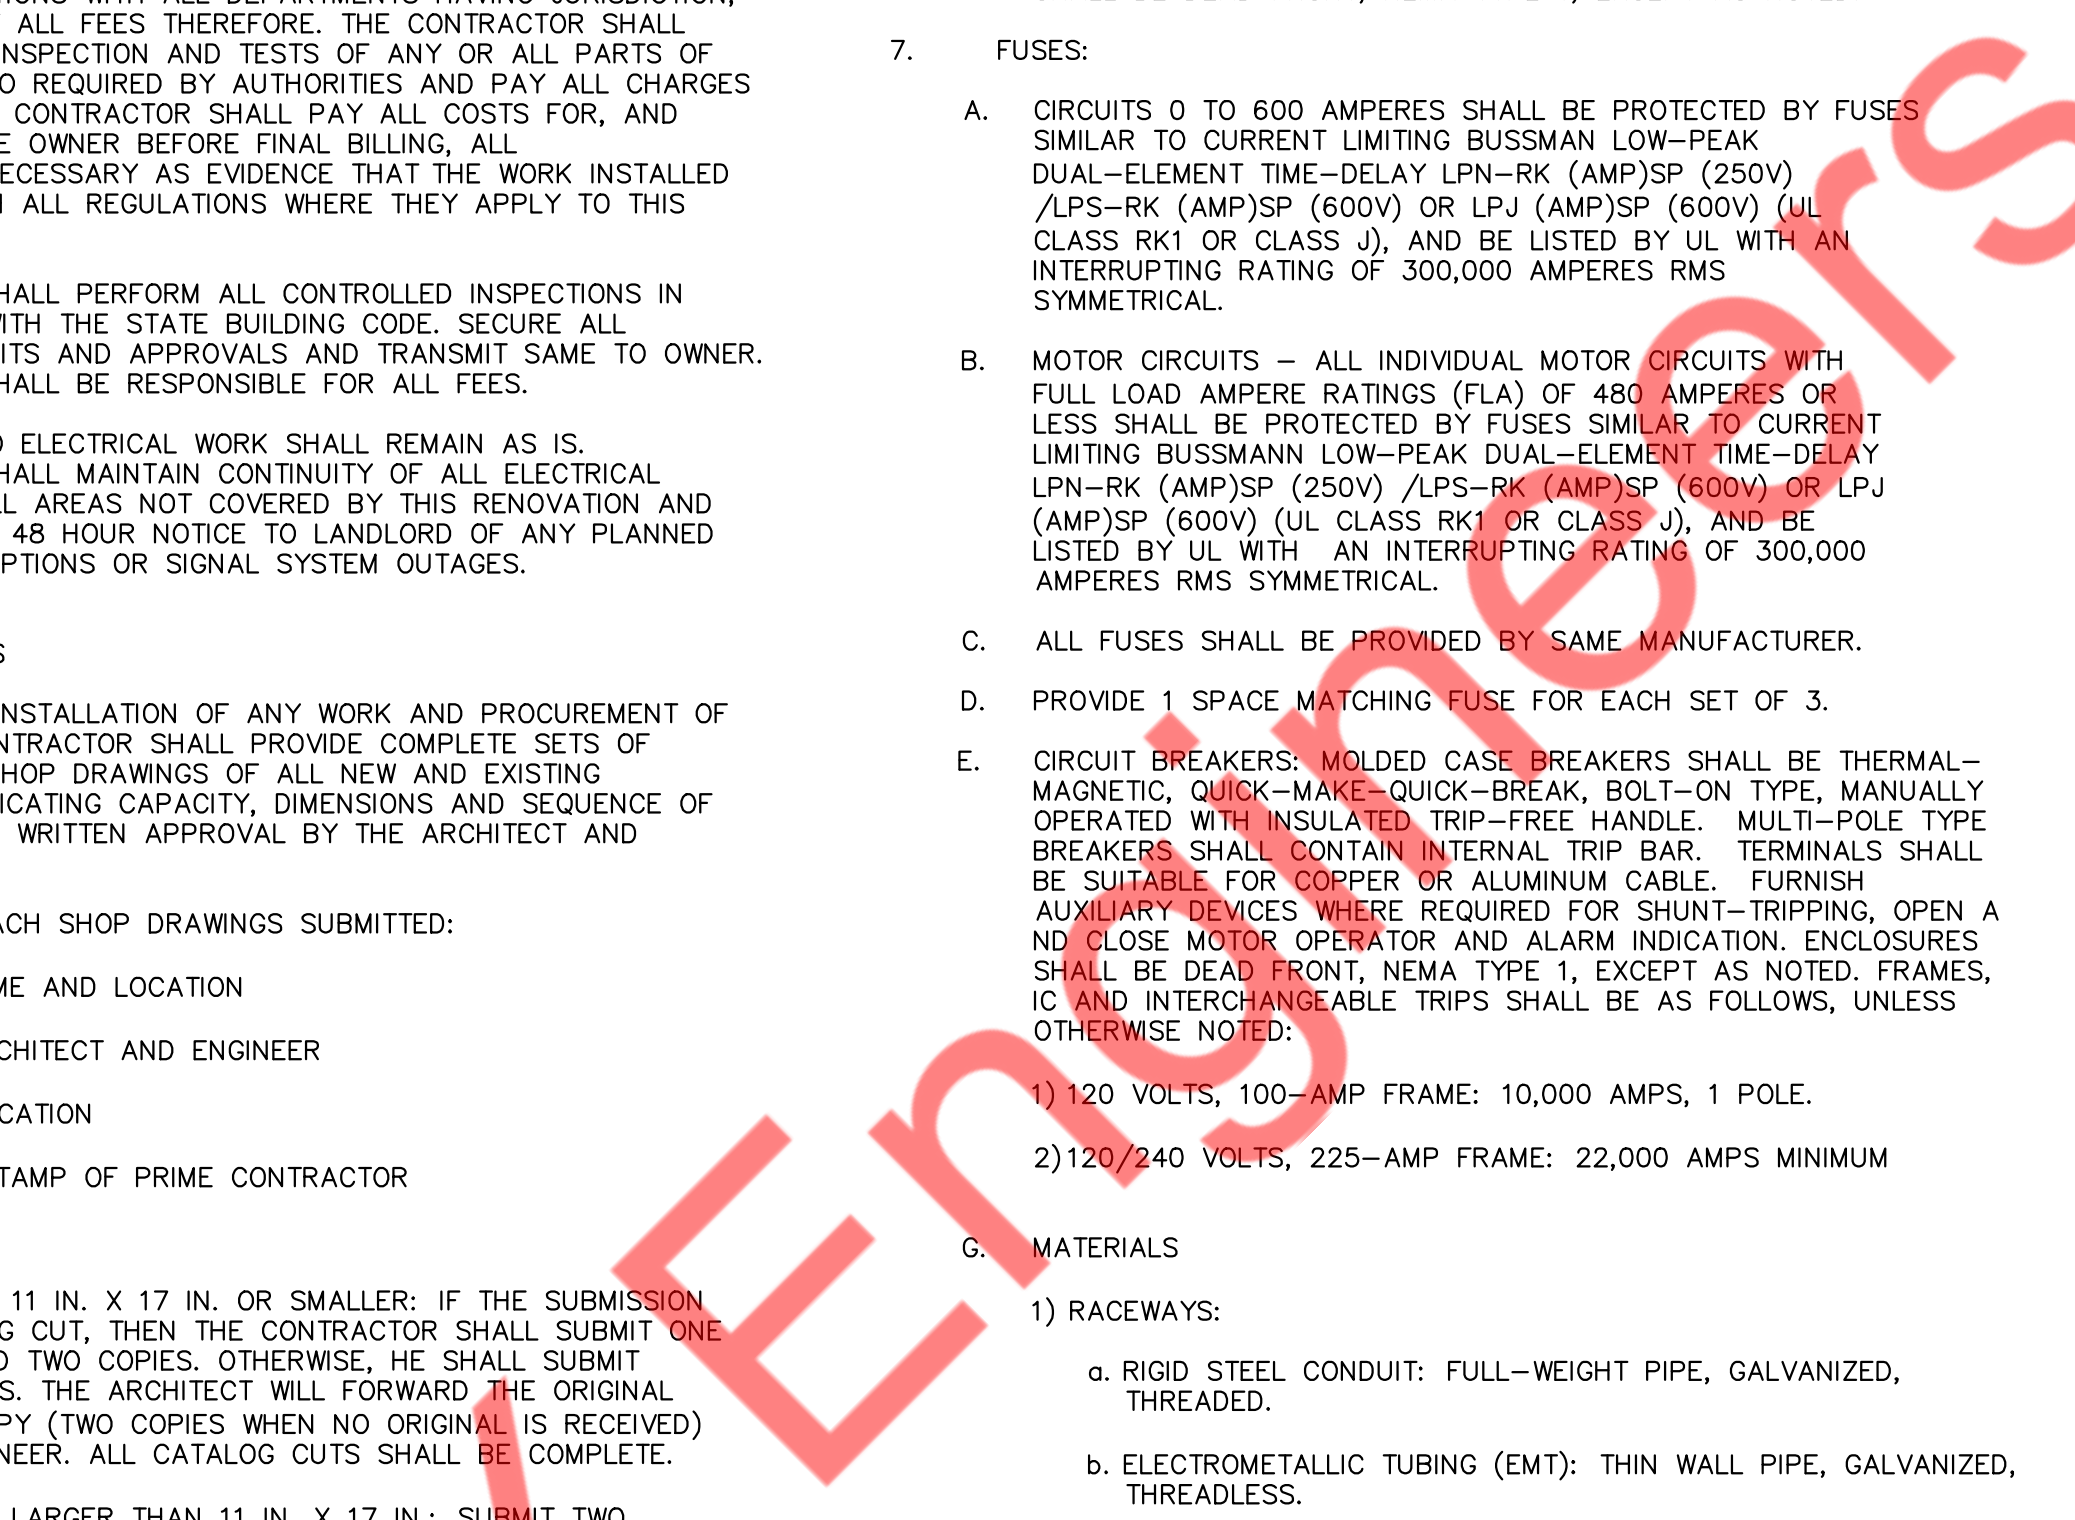 ALL FEES THEREFORE. THE CONTRACTOR SHALL
NSPECTION AND TESTS OF ANY OR ALL PARTS OF
O REQUIRED BY AUTHORITIES AND PAY ALL CHARGES
CONTRACTOR SHALL PAY ALL COSTS FOR, AND
E OWNER BEFORE FINAL BILLING, ALL
ECESSARY AS EVIDENCE THAT THE WORK INSTALLED
ALL REGULATIONS WHERE THEY APPLY TO THIS
HALL PERFORM ALL CONTROLLED INSPECTIONS IN
WITH THE STATE BUILDING CODE. SECURE ALL
ITS AND APPROVALS AND TRANSMIT SAME TO OWNER.
HALL BE RESPONSIBLE FOR ALL FEES.
ELECTRICAL WORK SHALL REMAIN AS IS.
HALL MAINTAIN CONTINUITY OF ALL ELECTRICAL
LL AREAS NOT COVERED BY THIS RENOVATION AND
48 HOUR NOTICE TO LANDLORD OF ANY PLANNED
PTIONS OR SIGNAL SYSTEM OUTAGES.
S
NSTALLATION OF ANY WORK AND PROCUREMENT OF
NTRACTOR SHALL PROVIDE COMPLETE SETS OF
HOP DRAWINGS OF ALL NEW AND EXISTING
ICATING CAPACITY, DIMENSIONS AND SEQUENCE OF
WRITTEN APPROVAL BY THE ARCHITECT AND
ACH SHOP DRAWINGS SUBMITTED:
ME AND LOCATION
CHITECT AND ENGINEER
CATION
TAMP OF PRIME CONTRACTOR
11 IN. X 17 IN. OR SMALLER: IF THE SUBMISSION
G CUT, THEN THE CONTRACTOR SHALL SUBMIT ONE
D TWO COPIES. OTHERWISE, HE SHALL SUBMIT
S. THE ARCHITECT WILL FORWARD THE ORIGINAL
PY (TWO COPIES WHEN NO ORIGINAL IS RECEIVED)
NEER. ALL CATALOG CUTS SHALL BE COMPLETE.
LARGER THAN 11 IN. X 17 IN.: SUBMIT TWO
7. FUSES:
A. CIRCUITS 0 TO 600 AMPERES SHALL BE PROTECTED BY FUSES
SIMILAR TO CURRENT LIMITING BUSSMAN LOW-PEAK
DUAL-ELEMENT TIME-DELAY LPN-RK (AMP)SP (250V)
/LPS-RK (AMP)SP (600V) OR LPJ (AMP)SP (600V) (UL
CLASS RK1 OR CLASS J), AND BE LISTED BY UL WITH AN
INTERRUPTING RATING OF 300,000 AMPERES RMS
SYMMETRICAL.
B. MOTOR CIRCUITS - ALL INDIVIDUAL MOTOR CIRCUITS WITH
FULL LOAD AMPERE RATINGS (FLA) OF 480 AMPERES OR
LESS SHALL BE PROTECTED BY FUSES SIMILAR TO CURRENT
LIMITING BUSSMANN LOW-PEAK DUAL-ELEMENT TIME-DELAY
LPN-RK (AMP)SP (250V) /LPS-RK (AMP)SP (600V) OR LPJ
(AMP)SP (600V) (UL CLASS RK1 OR CLASS J), AND BE
LISTED BY UL WITH AN INTERRUPTING RATING OF 300,000
AMPERES RMS SYMMETRICAL.
C. ALL FUSES SHALL BE PROVIDED BY SAME MANUFACTURER.
D. PROVIDE 1 SPACE MATCHING FUSE FOR EACH SET OF 3.
E. CIRCUIT BREAKERS: MOLDED CASE BREAKERS SHALL BE THERMAL-
MAGNETIC, QUICK-MAKE-QUICK-BREAK, BOLT-ON TYPE, MANUALLY
OPERATED WITH INSULATED TRIP-FREE HANDLE. MULTI-POLE TYPE
BREAKERS SHALL CONTAIN INTERNAL TRIP BAR. TERMINALS SHALL
BE SUITABLE FOR COPPER OR ALUMINUM CABLE. FURNISH
AUXILIARY DEVICES WHERE REQUIRED FOR SHUNT-TRIPPING, OPEN A
ND CLOSE MOTOR OPERATOR AND ALARM INDICATION. ENCLOSURES
SHALL BE DEAD FRONT, NEMA TYPE 1, EXCEPT AS NOTED. FRAMES,
IC AND INTERCHANGEABLE TRIPS SHALL BE AS FOLLOWS, UNLESS
OTHERWISE NOTED:
1) 120 VOLTS, 100-AMP FRAME: 10,000 AMPS, 1 POLE.
2) 120/240 VOLTS, 225-AMP FRAME: 22,000 AMPS MINIMUM
G. MATERIALS
1) RACEWAYS:
a. RIGID STEEL CONDUIT: FULL-WEIGHT PIPE, GALVANIZED,
THREADED.
b. ELECTROMETALLIC TUBING (EMT): THIN WALL PIPE, GALVANIZED,
THREADLESS.
Engineers